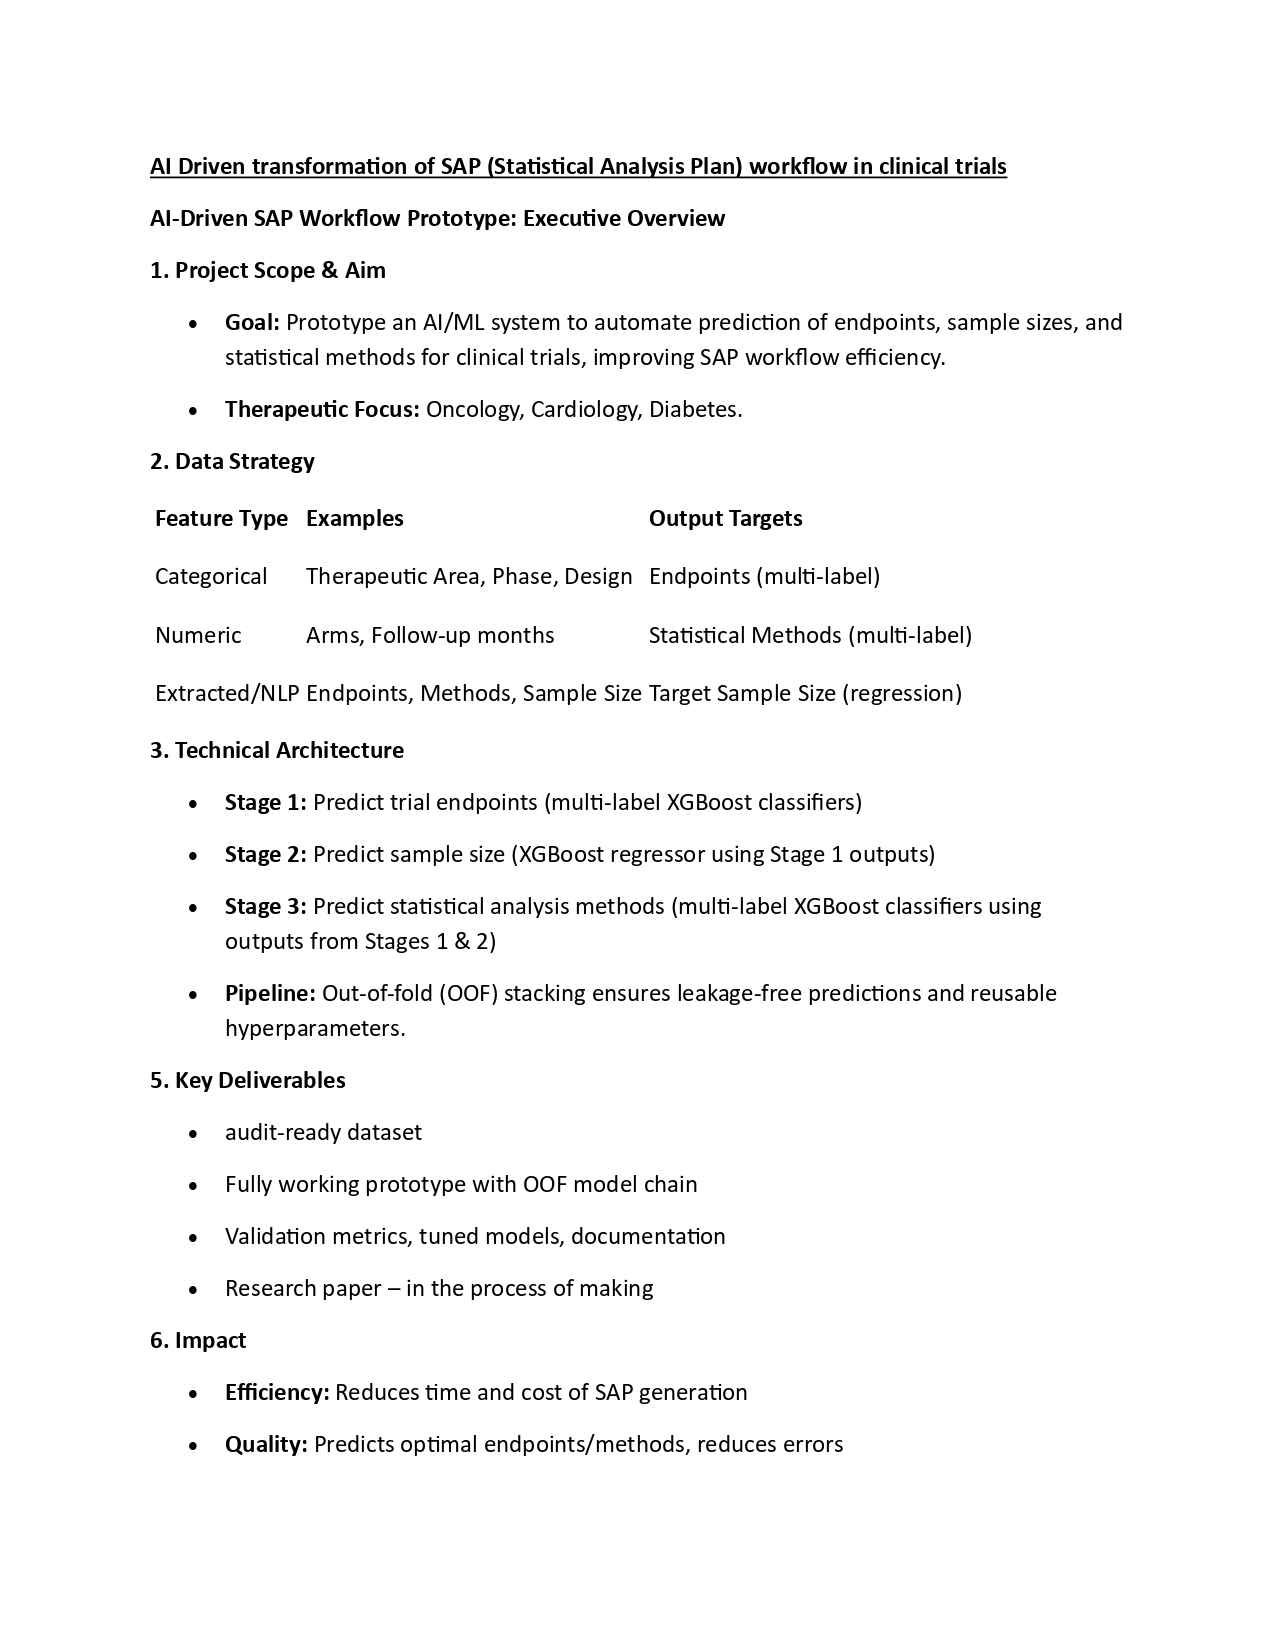 AI Driven transformation of SAP (Statistical Analysis Plan) workflow in clinical trials
AI-Driven SAP Workflow Prototype: Executive Overview
1. Project Scope & Aim
• Goal: Prototype an AI/ML system to automate prediction of endpoints, sample sizes, and
statistical methods for clinical trials, improving SAP workflow efficiency.
• Therapeutic Focus: Oncology, Cardiology, Diabetes.
2. Data Strategy
Feature Type Examples Output Targets
Categorical Therapeutic Area, Phase, Design Endpoints (multi-label)
Numeric Arms, Follow-up months Statistical Methods (multi-label)
Extracted/NLP Endpoints, Methods, Sample Size Target Sample Size (regression)
3. Technical Architecture
• Stage 1: Predict trial endpoints (multi-label XGBoost classifiers)
• Stage 2: Predict sample size (XGBoost regressor using Stage 1 outputs)
• Stage 3: Predict statistical analysis methods (multi-label XGBoost classifiers using
outputs from Stages 1 & 2)
• Pipeline: Out-of-fold (OOF) stacking ensures leakage-free predictions and reusable
hyperparameters.
5. Key Deliverables
• audit-ready dataset
• Fully working prototype with OOF model chain
• Validation metrics, tuned models, documentation
• Research paper – in the process of making
6. Impact
• Efficiency: Reduces time and cost of SAP generation
• Quality: Predicts optimal endpoints/methods, reduces errors